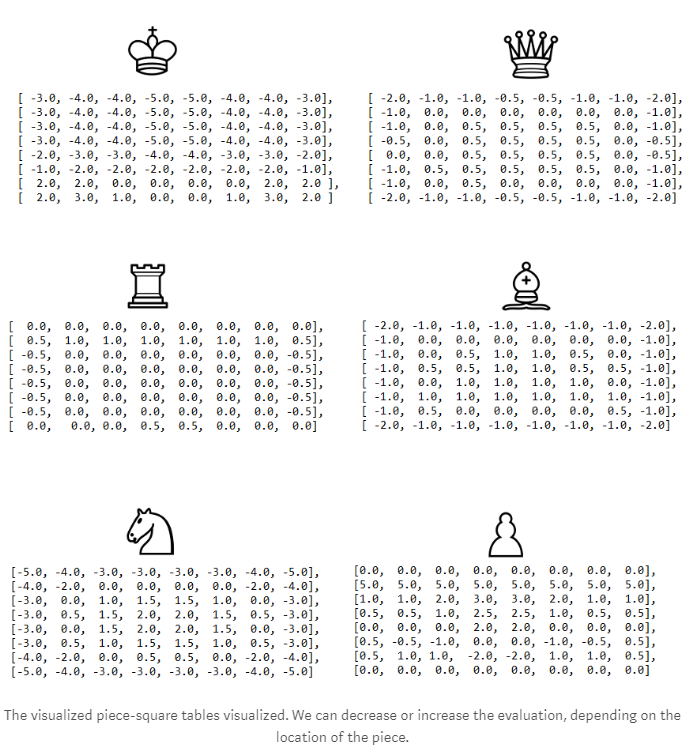 [ -3.0, -4.0, -4.0, -5.0, -5.0, -4.0, -4.0, -3.0],
[ -3.0, -4.0, -4.0, -5.0, -5.0, -4.0, -4.0, -3.0],
[ -3.0, -4.0, -4.0, -5.0, -5.0, -4.0, -4.0, -3.0],
[ -3.0, -4.0, -4.0, -5.0, -5.0, -4.0, -4.0, -3.0],
[ -2.0, -3.0, -3.0, -4.0, -4.0, -3.0, -3.0, -2.0],
[ -1.0, -2.0, -2.0, -2.0, -2.0, -2.0, -2.0, -1.0],
[ 2.0, 2.0, 0.0, 0.0, 0.0, 0.0, 2.0, 2.0 ],
[ 2.0, 3.0, 1.0, 0.0, 0.0, 1.0, 3.0, 2.0 ]
[ -2.0, -1.0, -1.0, -0.5, -0.5, -1.0, -1.0, -2.0],
[ -1.0, 0.0, 0.0, 0.0, 0.0, 0.0, 0.0, -1.0],
[ -1.0, 0.0, 0.5, 0.5, 0.5, 0.5, 0.0, -1.0],
[ -0.5, 0.0, 0.5, 0.5, 0.5, 0.5, 0.0, -0.5],
[ 0.0, 0.0, 0.5, 0.5, 0.5, 0.5, 0.0, -0.5],
[ -1.0, 0.5, 0.5, 0.5, 0.5, 0.5, 0.0, -1.0],
[ -1.0, 0.0, 0.5, 0.0, 0.0, 0.0, 0.0, -1.0],
[ -2.0, -1.0, -1.0, -0.5, -0.5, -1.0, -1.0, -2.0]
[ 0.0, 0.0, 0.0, 0.0, 0.0, 0.0, 0.0, 0.0],
[ 0.5, 1.0, 1.0, 1.0, 1.0, 1.0, 1.0, 0.5],
[ -0.5, 0.0, 0.0, 0.0, 0.0, 0.0, 0.0, -0.5],
[ -0.5, 0.0, 0.0, 0.0, 0.0, 0.0, 0.0, -0.5],
[ -0.5, 0.0, 0.0, 0.0, 0.0, 0.0, 0.0, -0.5],
[ -0.5, 0.0, 0.0, 0.0, 0.0, 0.0, 0.0, -0.5],
[ -0.5, 0.0, 0.0, 0.0, 0.0, 0.0, 0.0, -0.5],
[ 0.0, 0.0, 0.0, 0.5, 0.5, 0.0, 0.0, 0.0]
[ -2.0, -1.0, -1.0, -1.0, -1.0, -1.0, -1.0, -2.0],
[ -1.0, 0.0, 0.0, 0.0, 0.0, 0.0, 0.0, -1.0],
[ -1.0, 0.0, 0.5, 1.0, 1.0, 0.5, 0.0, -1.0],
[ -1.0, 0.5, 0.5, 1.0, 1.0, 0.5, 0.5, -1.0],
[ -1.0, 0.0, 1.0, 1.0, 1.0, 1.0, 0.0, -1.0],
[ -1.0, 1.0, 1.0, 1.0, 1.0, 1.0, 1.0, -1.0],
[ -1.0, 0.5, 0.0, 0.0, 0.0, 0.0, 0.5, -1.0],
[ -2.0, -1.0, -1.0, -1.0, -1.0, -1.0, -1.0, -2.0]
[-5.0, -4.0, -3.0, -3.0, -3.0, -3.0, -4.0, -5.0],
[-4.0, -2.0, 0.0, 0.0, 0.0, 0.0, -2.0, -4.0],
[-3.0, 0.0, 1.0, 1.5, 1.5, 1.0, 0.0, -3.0],
[-3.0, 0.5, 1.5, 2.0, 2.0, 1.5, 0.5, -3.0],
[-3.0, 0.0, 1.5, 2.0, 2.0, 1.5, 0.0, -3.0],
[-3.0, 0.5, 1.0, 1.5, 1.5, 1.0, 0.5, -3.0],
[-4.0, -2.0, 0.0, 0.5, 0.5, 0.0, -2.0, -4.0],
[-5.0, -4.0, -3.0, -3.0, -3.0, -3.0, -4.0, -5.0]
[0.0, 0.0, 0.0, 0.0, 0.0, 0.0, 0.0, 0.0],
[5.0, 5.0, 5.0, 5.0, 5.0, 5.0, 5.0, 5.0],
[1.0, 1.0, 2.0, 3.0, 3.0, 2.0, 1.0, 1.0],
[0.5, 0.5, 1.0, 2.5, 2.5, 1.0, 0.5, 0.5],
[0.0, 0.0, 0.0, 2.0, 2.0, 0.0, 0.0, 0.0],
[0.5, -0.5, -1.0, 0.0, 0.0, -1.0, -0.5, 0.5],
[0.5, 1.0, 1.0, -2.0, -2.0, 1.0, 1.0, 0.5],
[0.0, 0.0, 0.0, 0.0, 0.0, 0.0, 0.0, 0.0]
The visualized piece-square tables visualized. We can decrease or increase the evaluation, depending on the
location of the piece.